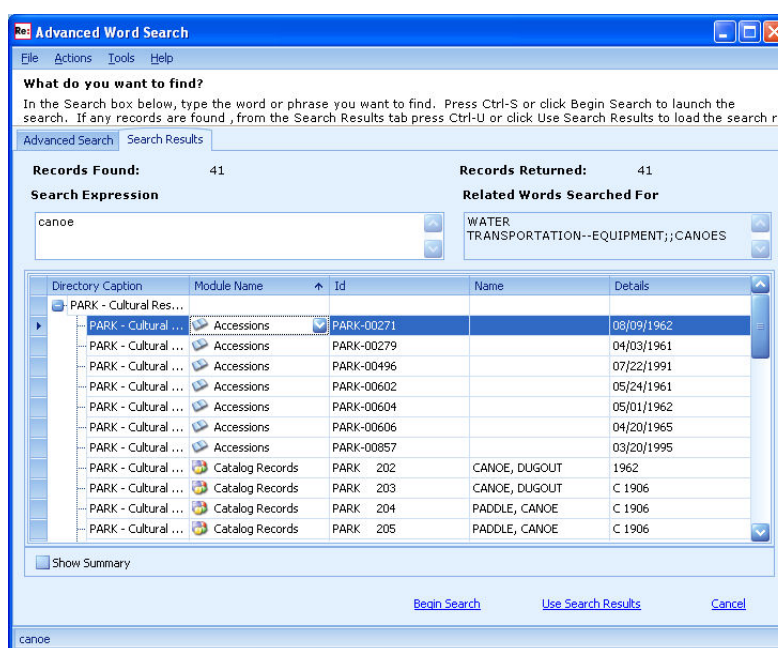 Re: Advanced Word Search
File Actions Tools Help
What do you want to find?
In the Search box below, type the word or phrase you want to find. Press Ctrl-S or click Begin Search to launch the
search. If any records are found , from the Search Results tab press Ctrl-U or click Use Search Results to load the search r
Advanced Search Search Results
Records Found: 41 Records Returned: 41
Search Expression Related Words Searched For
canoe
WATER
TRANSPORTATION--EQUIPMENT;;CANOES
Directory Caption Module Name Id Name Details
PARK - Cultural Res...
PARK - Cultural ... Accessions PARK-00271 08/09/1962
PARK - Cultural ... Accessions PARK-00279 04/03/1961
PARK - Cultural ... Accessions PARK-00496 07/22/1991
PARK - Cultural ... Accessions PARK-00602 05/24/1961
PARK - Cultural ... Accessions PARK-00604 05/01/1962
PARK - Cultural ... Accessions PARK-00606 04/20/1965
PARK - Cultural ... Accessions PARK-00857 03/20/1995
PARK - Cultural ... Catalog Records PARK 202 CANOE, DUGOUT 1962
PARK - Cultural ... Catalog Records PARK 203 CANOE, DUGOUT C 1906
PARK - Cultural ... Catalog Records PARK 204 PADDLE, CANOE C 1906
PARK - Cultural ... Catalog Records PARK 205 PADDLE, CANOE C 1906
Show Summary
Begin Search Use Search Results Cancel
canoe